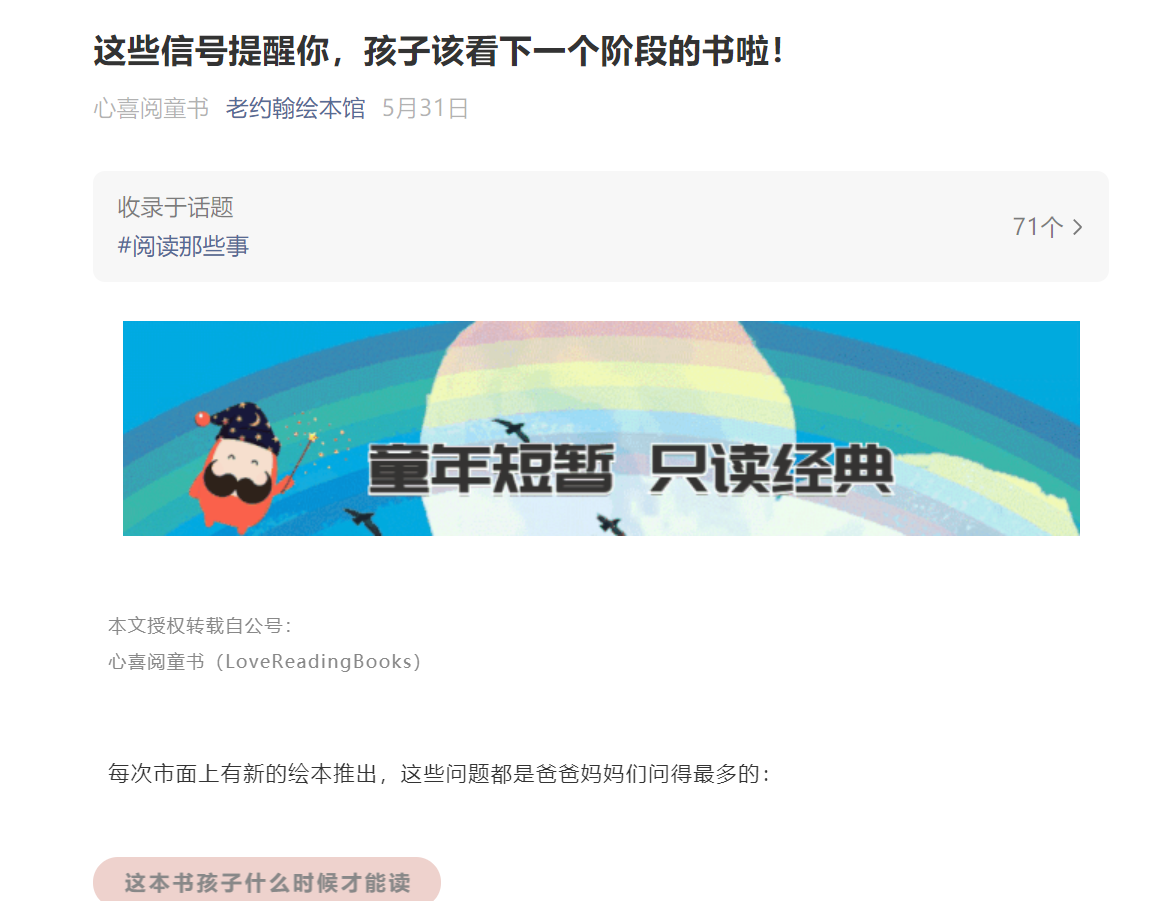 这些信号提醒你，孩子该看下一个阶段的书啦！
心喜阅童书 老约翰绘本馆 5月31日
收录于话题
#阅读那些事
71个 >
童年短暂 只读经典
本文授权转载自公号：
心喜阅童书（LoveReadingBooks）
每次市面上有新的绘本推出，这些问题都是爸爸妈妈们问得最多的：
这本书孩子什么时候才能读